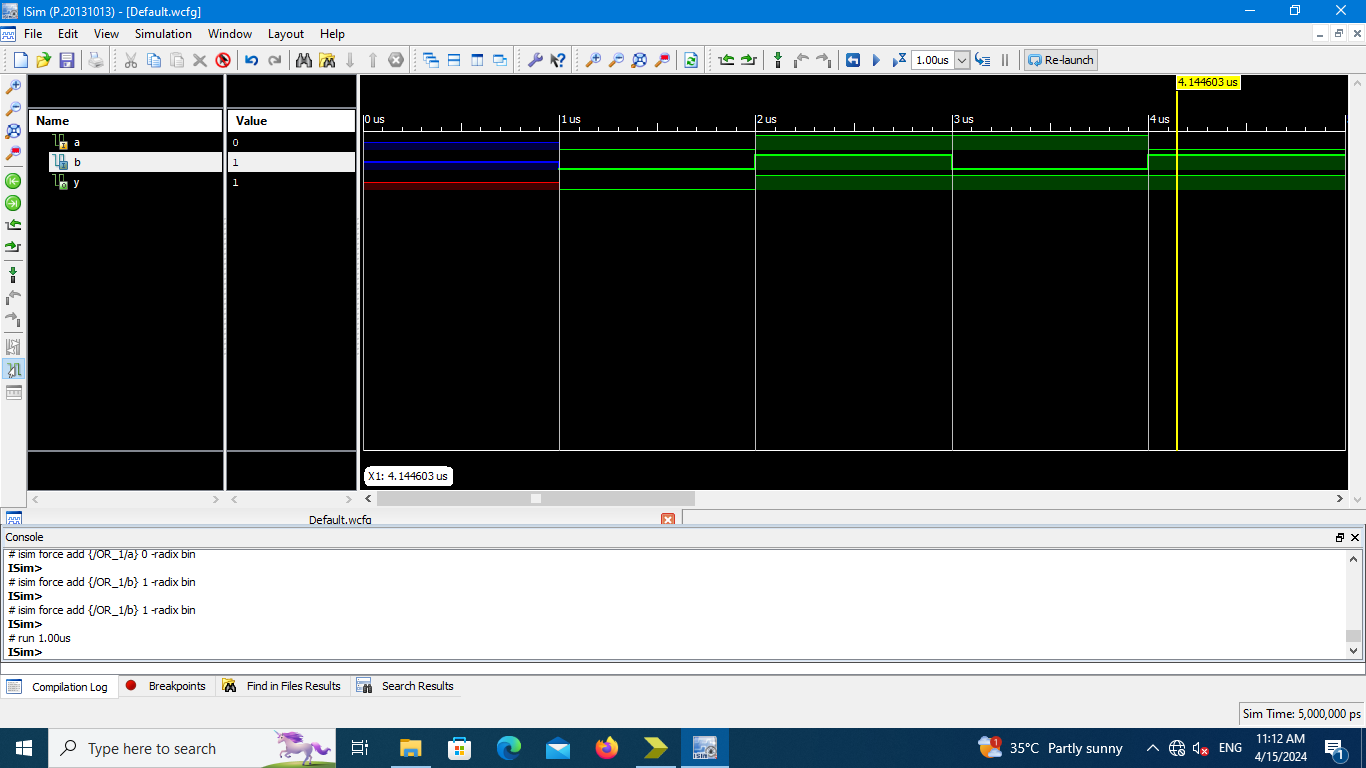 ISim (P.20131013) - [Default.wcfg]
File Edit View Simulation Window Layout Help
1.00us Re-launch
4.144603 us
Name Value
0 us 1 us 2 us 3 us 4 us
a 0
b 1
y 1
X1: 4.144603 us
Default.wcfg
Console
# isim force add {/OR_1/a} 0 -radix bin
ISim>
# isim force add {/OR_1/b} 1 -radix bin
ISim>
# isim force add {/OR_1/b} 1 -radix bin
ISim>
# run 1.00us
ISim>
Compilation Log Breakpoints Find in Files Results Search Results
Sim Time: 5,000,000 ps
Type here to search
ISim
35°C Partly sunny
ENG
11:12 AM
4/15/2024
1
1